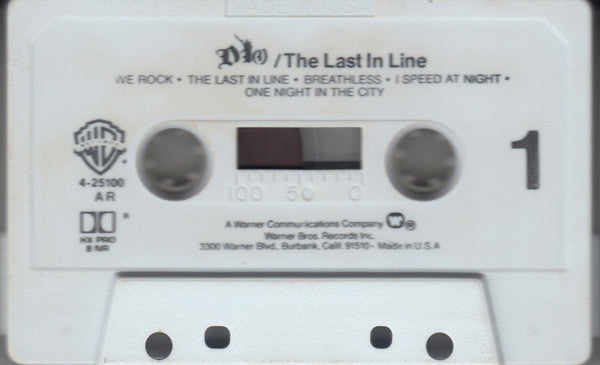 MADE IN USA
Dio / The Last In Line
WE ROCK • THE LAST IN LINE • BREATHLESS • I SPEED AT NIGHT •
ONE NIGHT IN THE CITY
1
4-25100
AR
100 50 0
HX PRO
B NR
A Warner Communications Company ®
Warner Bros. Records Inc.
3300 Warner Blvd., Burbank, Calif. 91510 - Made in U.S.A